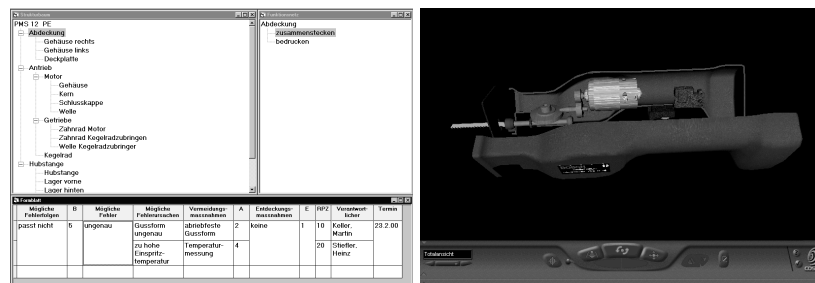 Strukturbaum
PMS 12 PE
Abdeckung
Gehäuse rechts
Gehäuse links
Deckplatte
Antrieb
Motor
Gehäuse
Kern
Schlusskappe
Welle
Getriebe
Zahnrad Motor
Zahnrad Kegelradzubringen
Welle Kegelradzubringer
Kegelrad
Hubstange
Hubstange
Lager vorne
Lager hinten
Funktionsnetz
Abdeckung
zusammenstecken
bedrucken
Formblatt
Mögliche Fehlerfolgen
B
Mögliche Fehler
Mögliche Fehlerursachen
Vermeidungs-
massnahmen
A
Entdeckungs-
massnahmen
E
RPZ
Verantwort-
licher
Termin
passt nicht
5
ungenau
Gussform
ungenau
abriebfeste
Gussform
2
keine
1
10
Keller,
Martin
23.2.00
zu hohe
Einspritz-
temperatur
Temperatur-
messung
4
20
Stiefler,
Heinz
Totalansicht